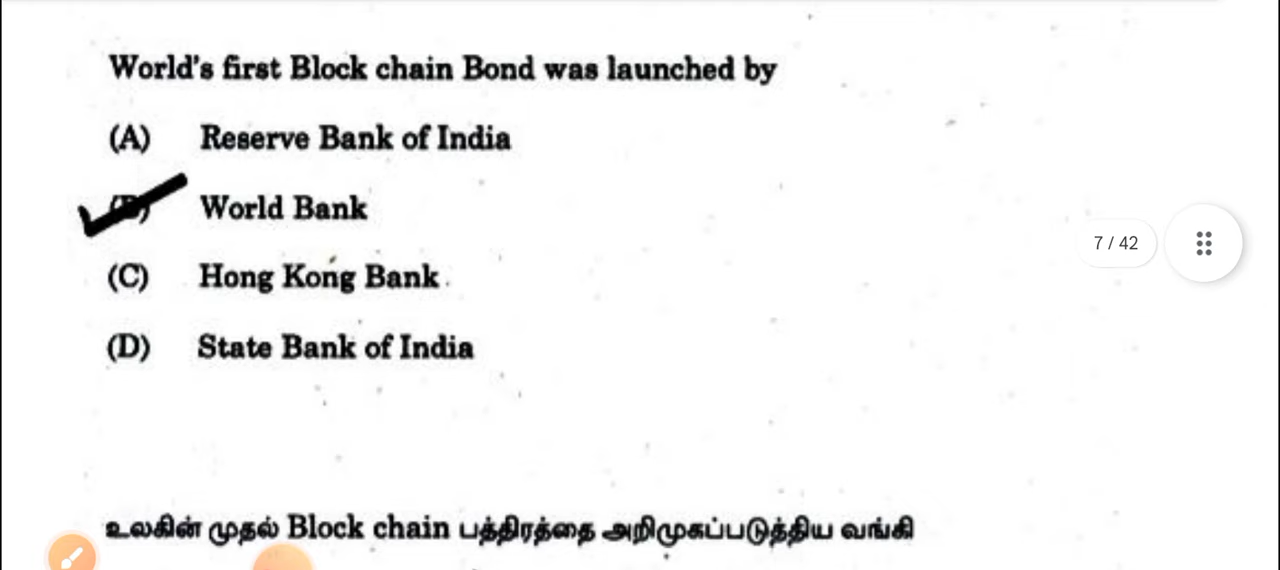 World's first Block chain Bond was launched by
(A) Reserve Bank of India
(B) World Bank
(C) Hong Kong Bank
(D) State Bank of India
7 / 42
உலகின் முதல் Block chain பத்திரத்தை அறிமுகப்படுத்திய வங்கி